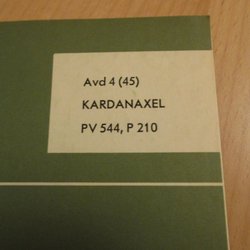 Avd 4 (45)
KARDANAXEL
PV 544, P 210